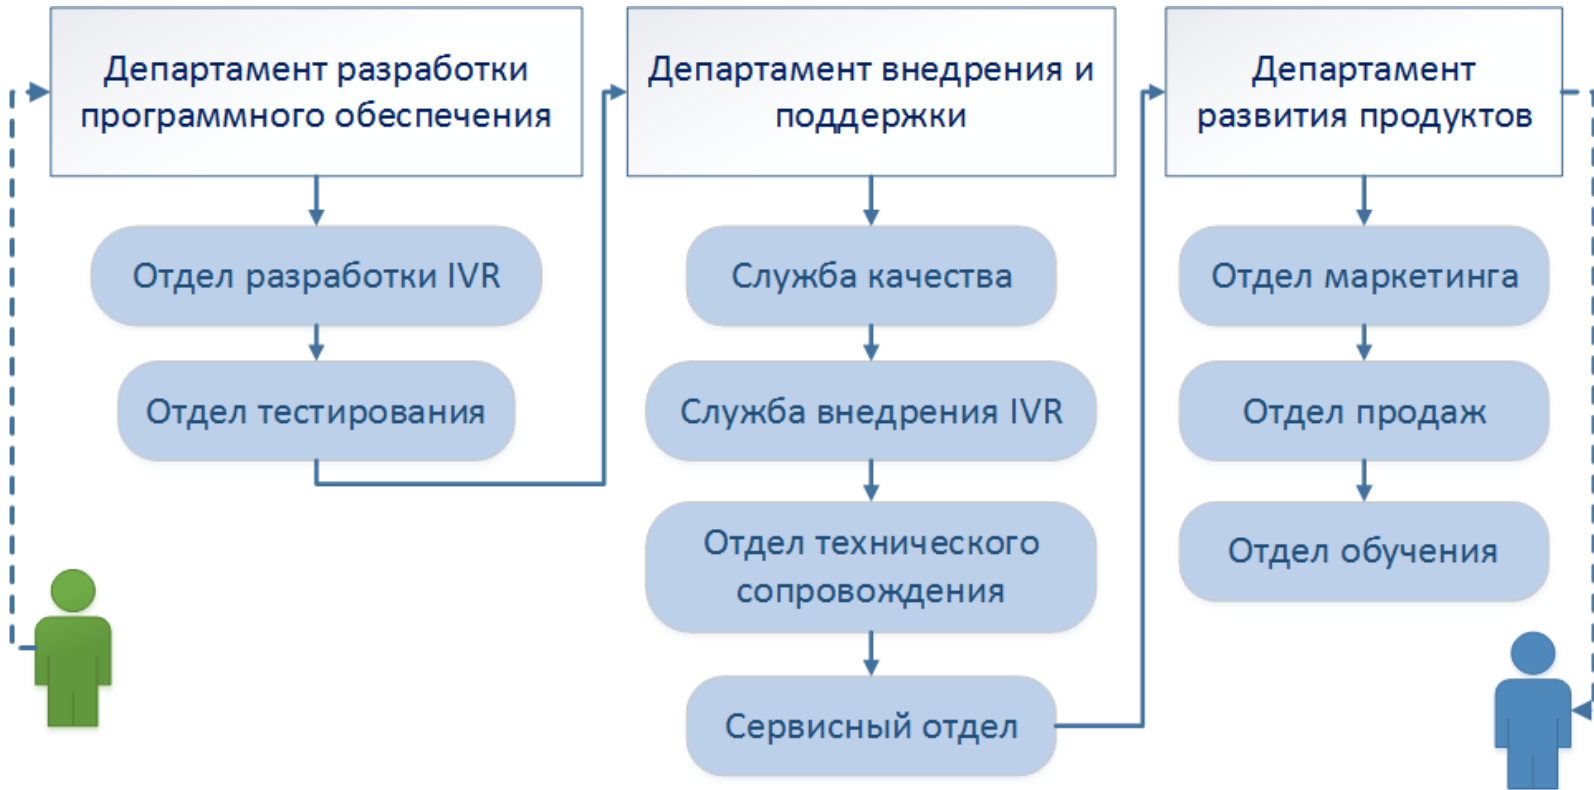 Департамент разработки
программного обеспечения
Отдел разработки IVR
Отдел тестирования
Департамент внедрения и
поддержки
Служба качества
Служба внедрения IVR
Отдел технического
сопровождения
Сервисный отдел
Департамент
развития продуктов
Отдел маркетинга
Отдел продаж
Отдел обучения